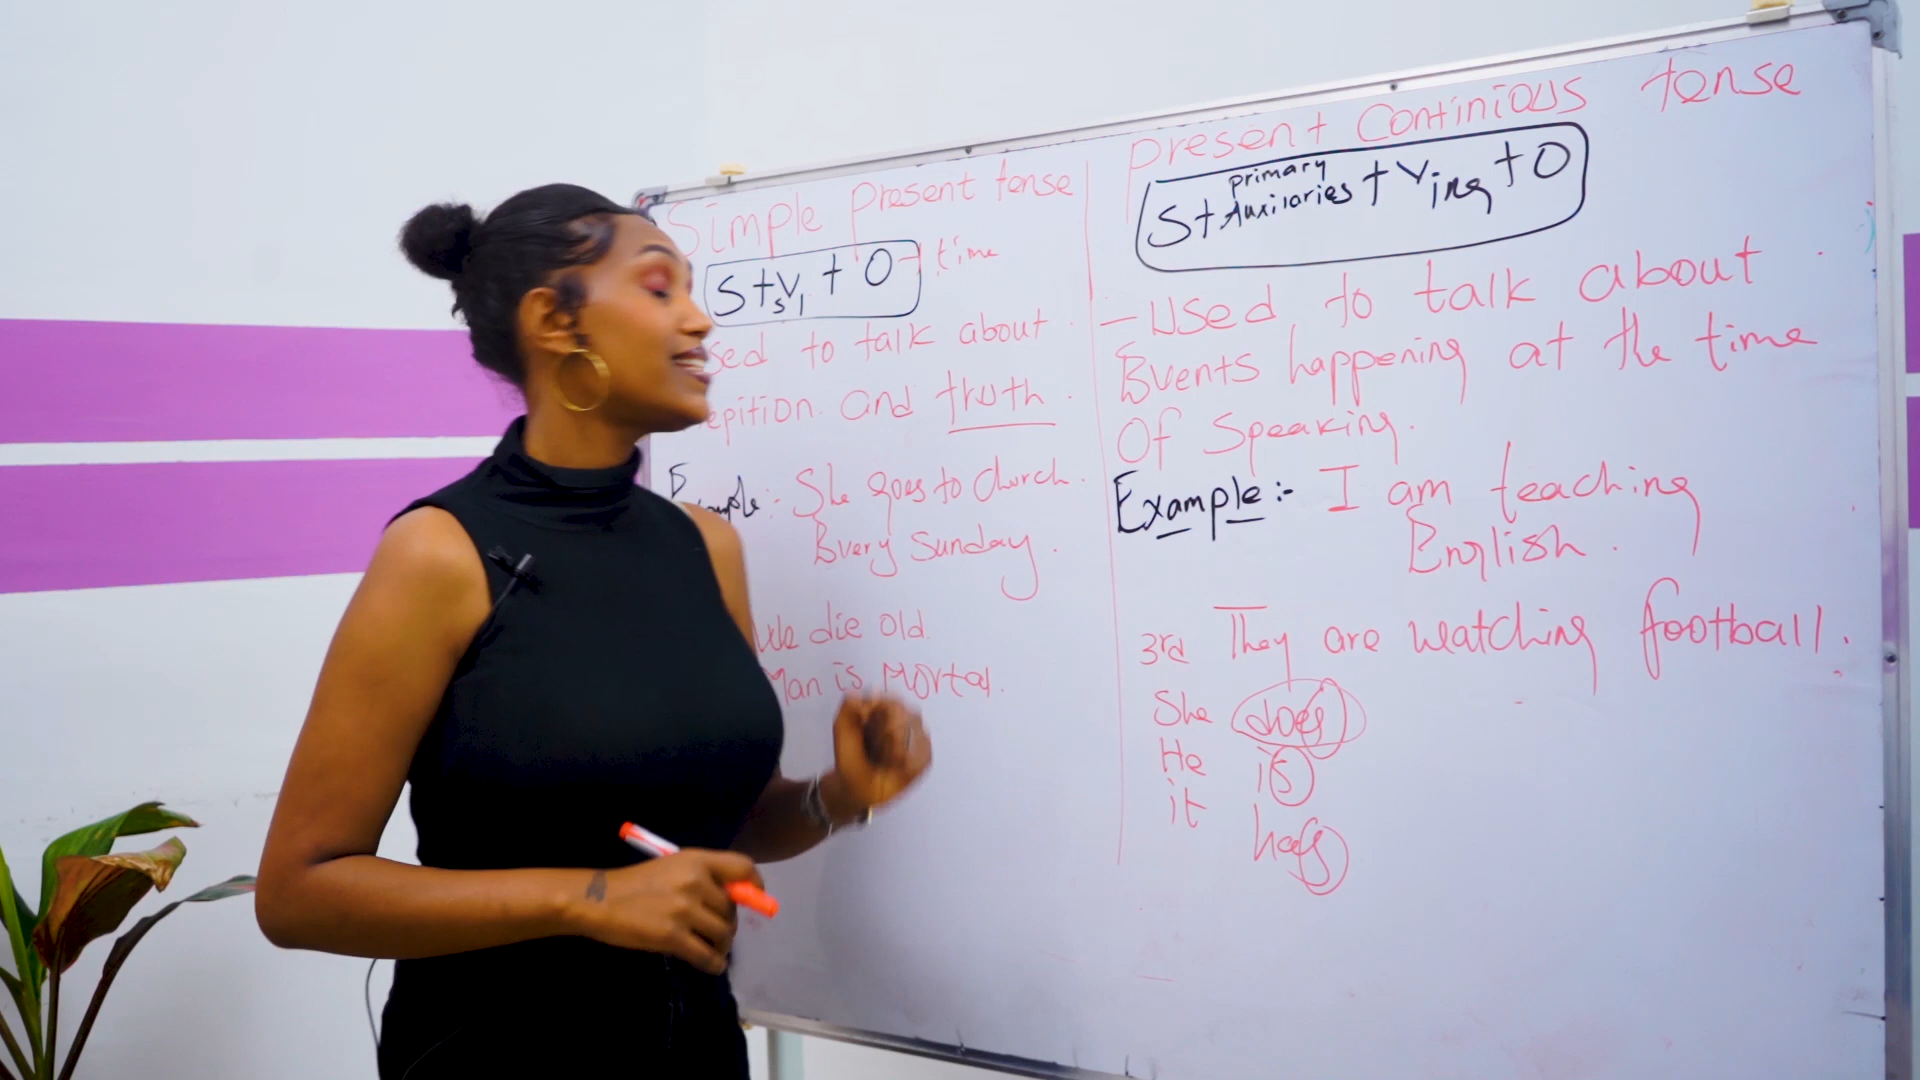 Simple present tense
S+sV1 + O - time
sed to talk about
epition. and truth.
Example:- She goes to church.
Every Sunday.
We die old.
Man is Mortal.
present Continious tense
S+ primary Auxilaries + Ving + O
- Used to talk about
Events happening at the time
Of Speaking.
Example:- I am teaching
English.
3rd They are watching football.
She does
He is
it has